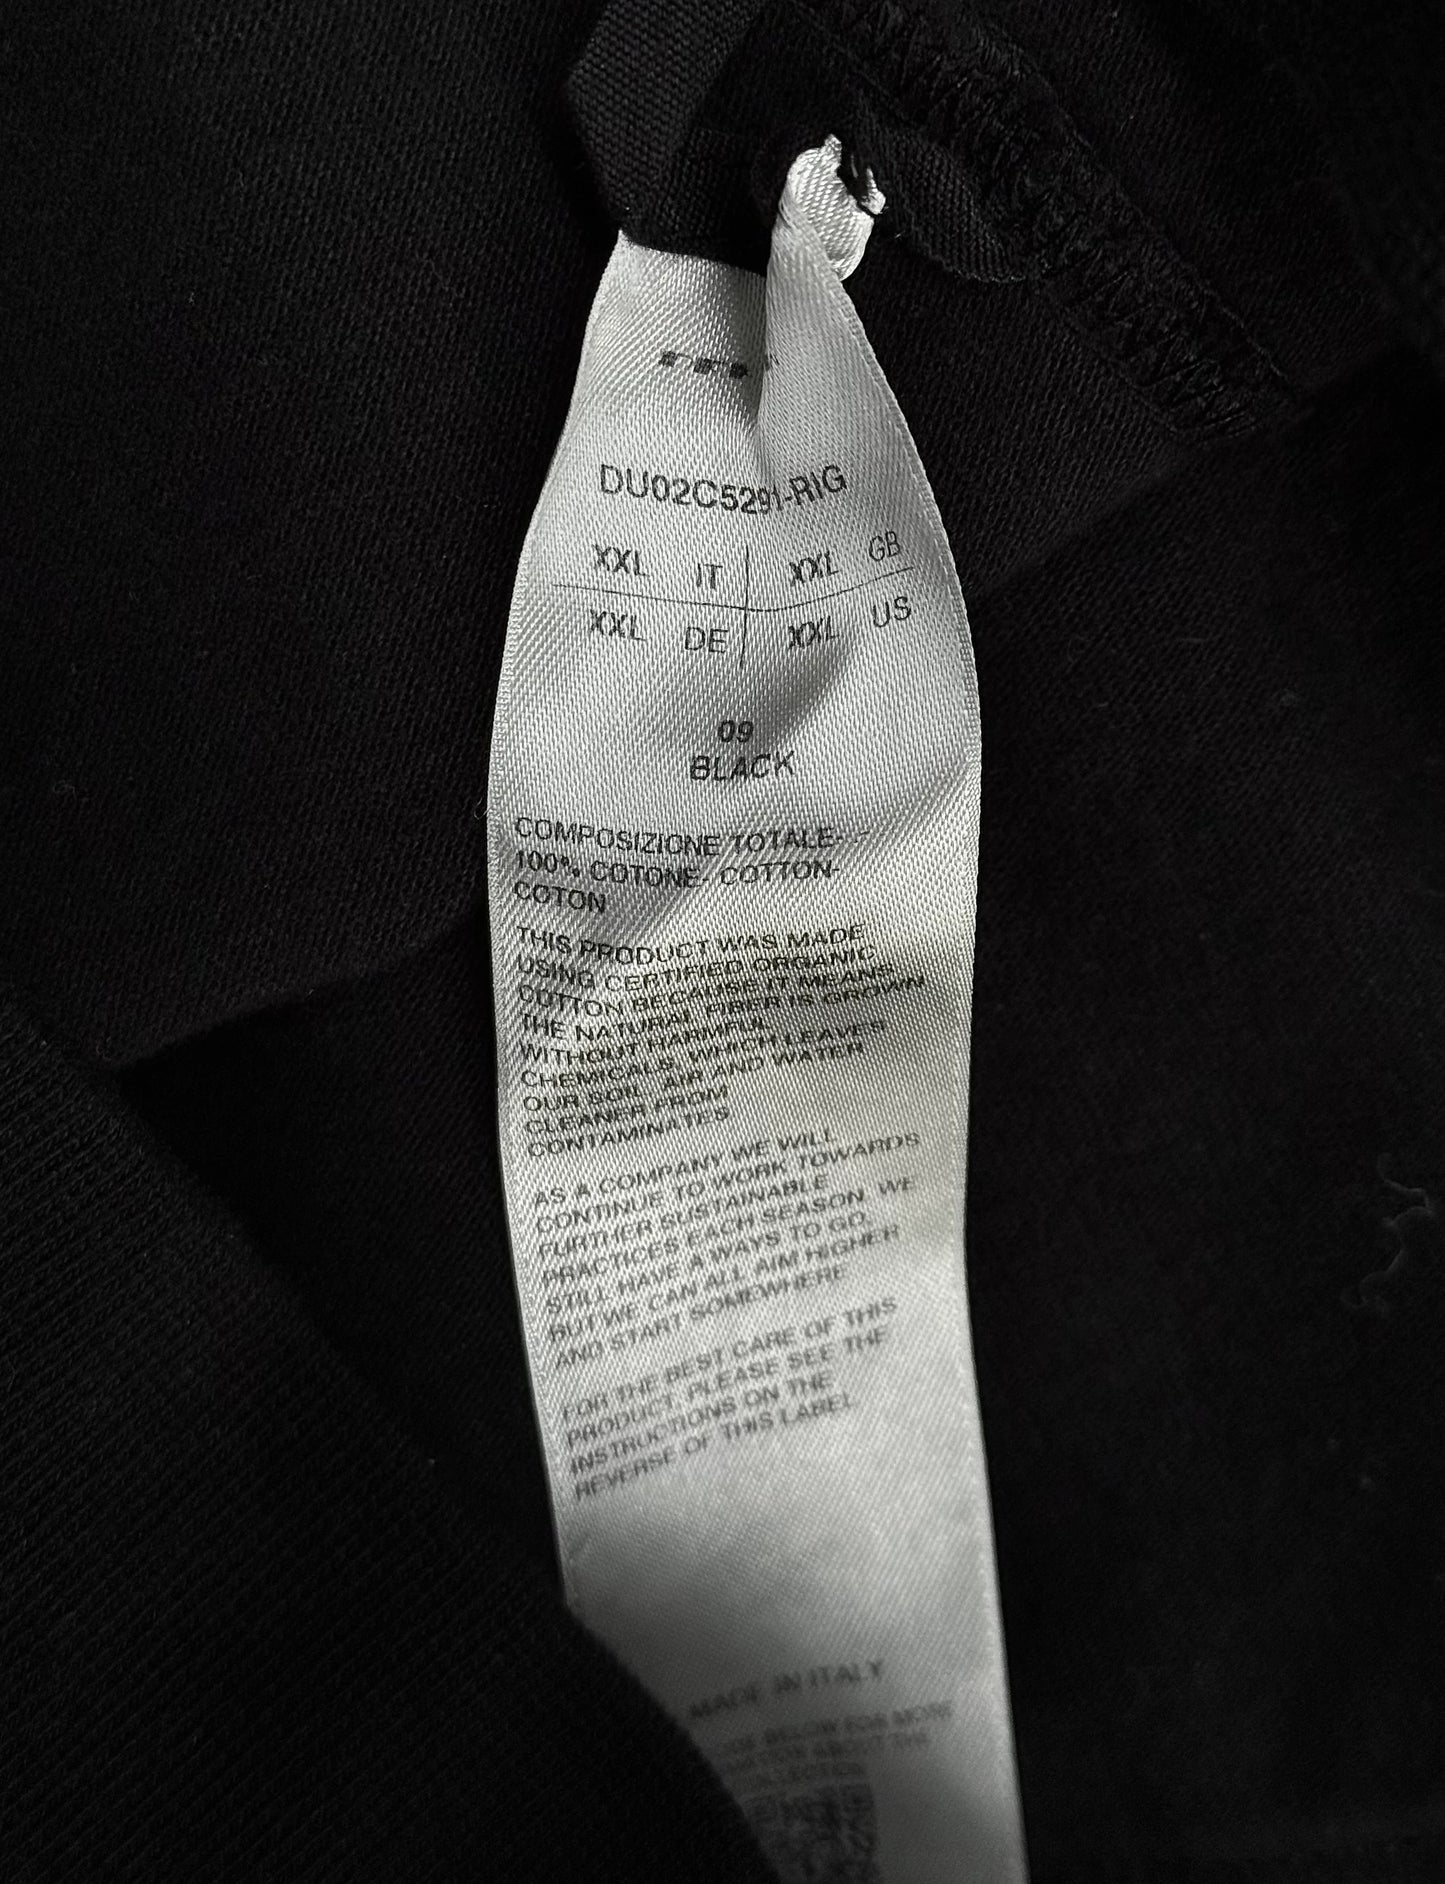 DU02C5291-RIG
XXL IT XXL GB
XXL DE XXL US
09
BLACK
COMPOSIZIONE TOTALE- -
100% COTONE- COTTON-
COTON
THIS PRODUCT WAS MADE
USING CERTIFIED ORGANIC
COTTON BECAUSE IT MEANS
THE NATURAL FIBER IS GROWN
WITHOUT HARMFUL
CHEMICALS, WHICH LEAVES
OUR SOIL, AIR AND WATER
CLEANER FROM
CONTAMINATES
AS A COMPANY WE WILL
CONTINUE TO WORK TOWARDS
FURTHER SUSTAINABLE
PRACTICES EACH SEASON. WE
STILL HAVE A WAYS TO GO,
BUT WE CAN ALL AIM HIGHER
AND START SOMEWHERE
FOR THE BEST CARE OF THIS
PRODUCT, PLEASE SEE THE
INSTRUCTIONS ON THE
REVERSE OF THIS LABEL
MADE IN ITALY
BELOW FOR MORE
ABOUT THE